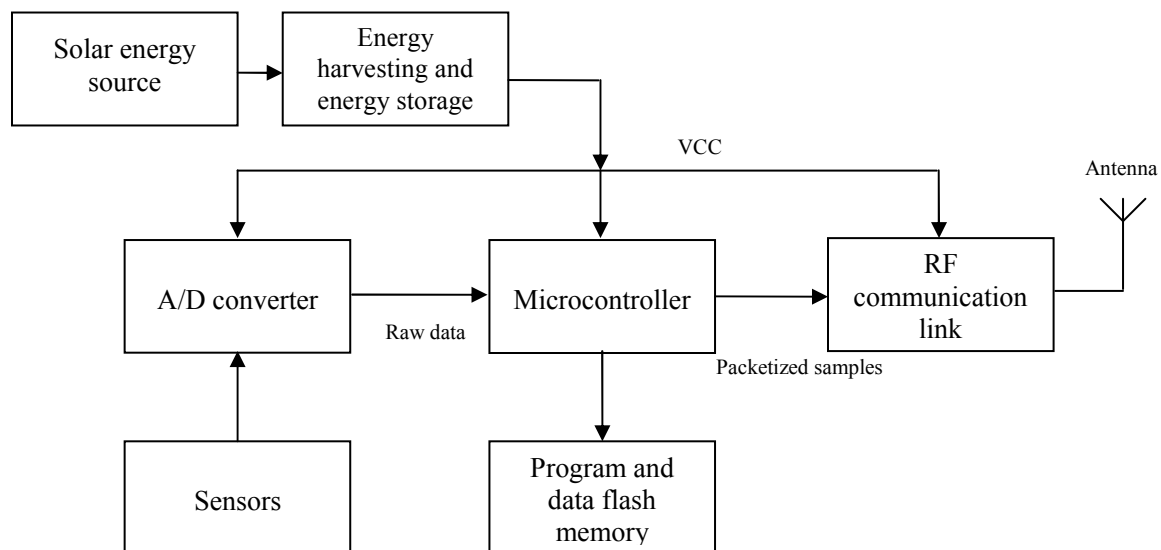 Solar energy
source
Energy
harvesting and
energy storage
VCC
Antenna
A/D converter
Raw data
Microcontroller
Packetized samples
RF
communication
link
Sensors
Program and
data flash
memory